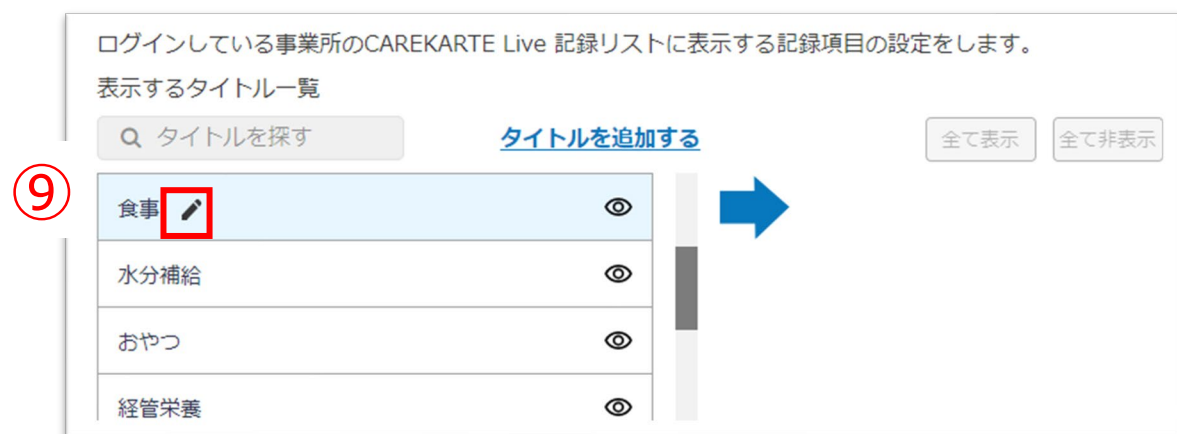 ログインしている事業所のCAREKARTE Live 記録リストに表示する記録項目の設定をします。
表示するタイトル一覧
タイトルを探す タイトルを追加する 全て表示 全て非表示
⑨
食事
水分補給
おやつ
経管栄養